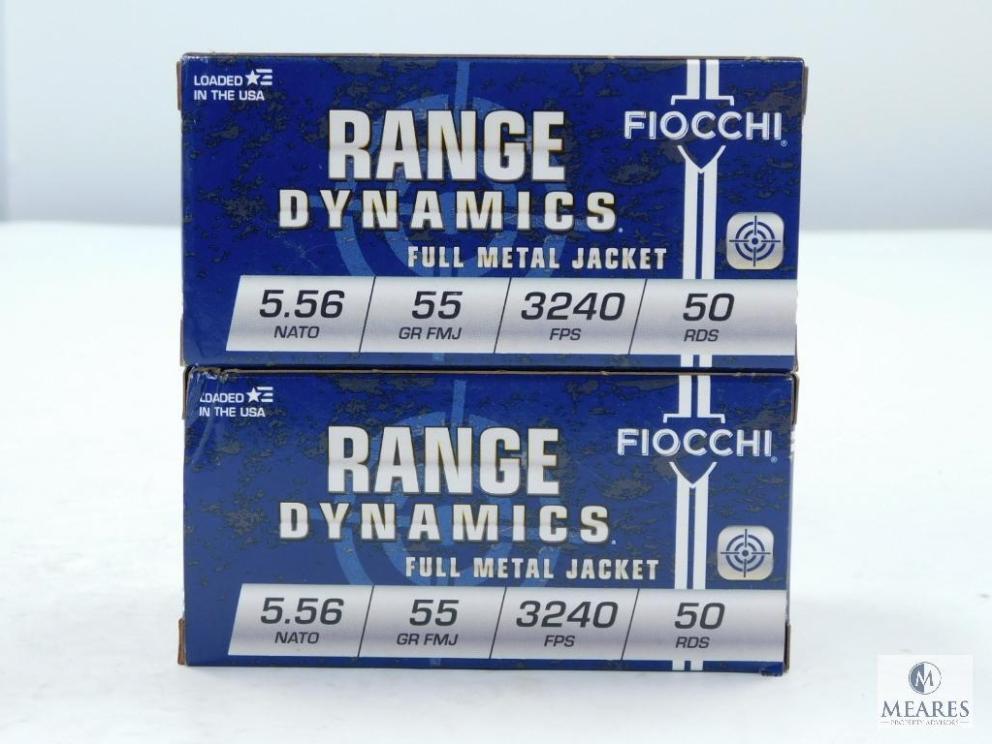 LOADED
IN THE USA
FIOCCHI®
RANGE
DYNAMICS
FULL METAL JACKET
5.56 55 3240 50
NATO GR FMJ FPS RDS
LOADED
IN THE USA
FIOCCHI®
RANGE
DYNAMICS
FULL METAL JACKET
5.56 55 3240 50
NATO GR FMJ FPS RDS
M
MEARES
PROPERTY ADVISORS